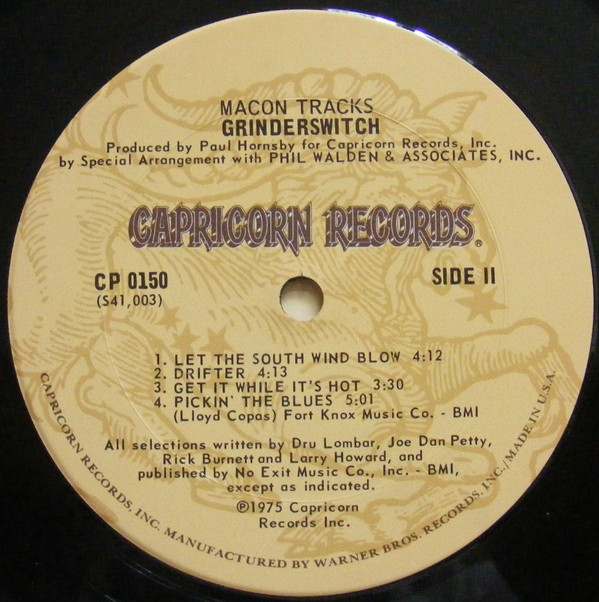 MACON TRACKS
GRINDERSWITCH
Produced by Paul Hornsby for Capricorn Records, Inc.
by Special Arrangement with PHIL WALDEN & ASSOCIATES, INC.
CAPRICORN RECORDS®
CP 0150
(S41,003)
SIDE II
1. LET THE SOUTH WIND BLOW 4:12
2. DRIFTER 4:13
3. GET IT WHILE IT'S HOT 3:30
4. PICKIN' THE BLUES 5:01
(Lloyd Copas) Fort Knox Music Co. - BMI
All selections written by Dru Lombar, Joe Dan Petty,
Rick Burnett and Larry Howard, and
published by No Exit Music Co., Inc. - BMI,
except as indicated.
℗1975 Capricorn
Records Inc.
CAPRICORN RECORDS, INC. MANUFACTURED BY WARNER BROS. RECORDS, INC./MADE IN U.S.A.